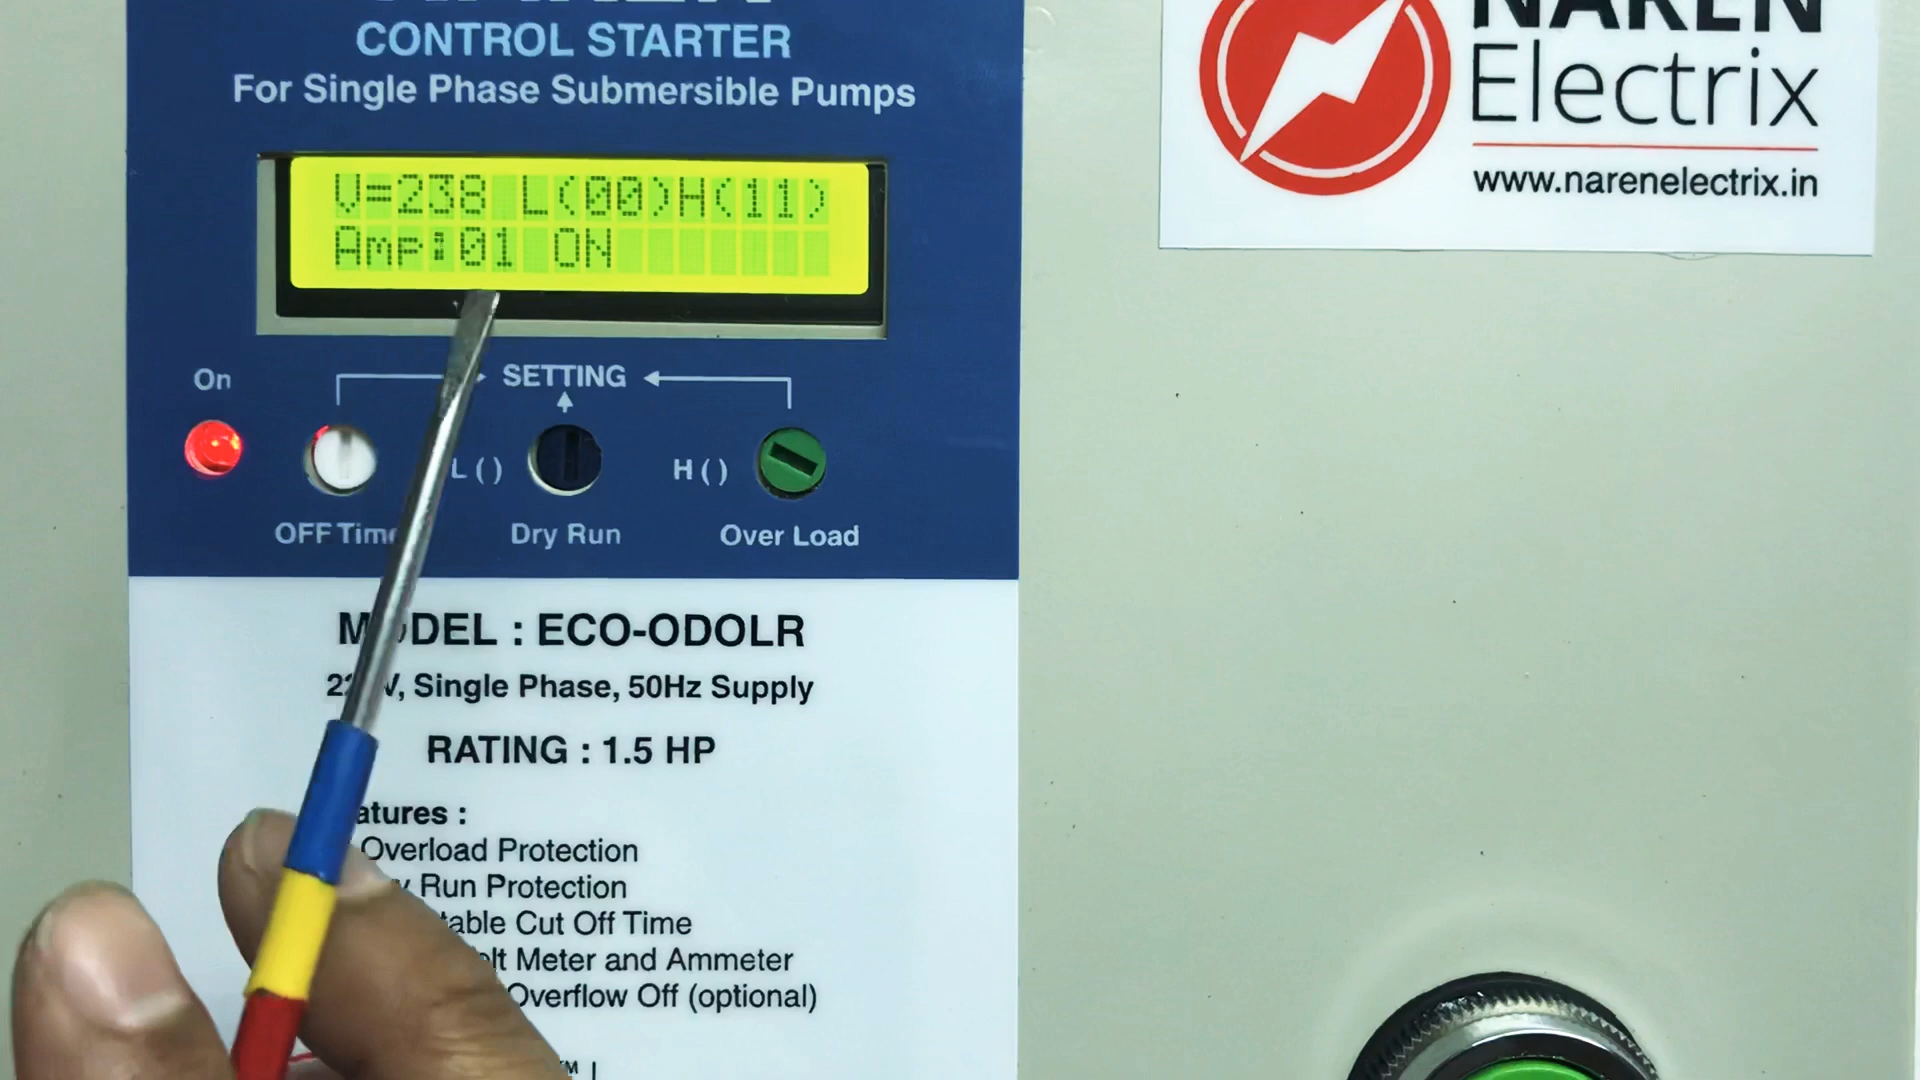 CONTROL STARTER
For Single Phase Submersible Pumps
V=238 L(00)H(11)
Amp:01 ON
NAREN
Electrix
www.narenelectrix.in
On
SETTING
L ( )
H ( )
OFF Time
Dry Run
Over Load
MODEL : ECO-ODOLR
V, Single Phase, 50Hz Supply
RATING : 1.5 HP
atures :
Overload Protection
Run Protection
table Cut Off Time
lt Meter and Ammeter
Overflow Off (optional)
TM